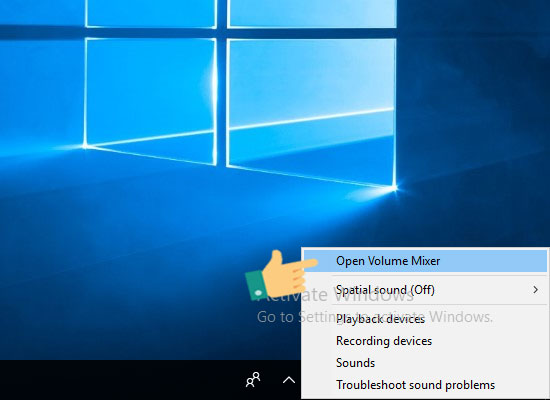 Open Volume Mixer
Spatial sound (Off)
Activate Windows
Go to Settings to activate Windows.
Playback devices
Recording devices
Sounds
Troubleshoot sound problems